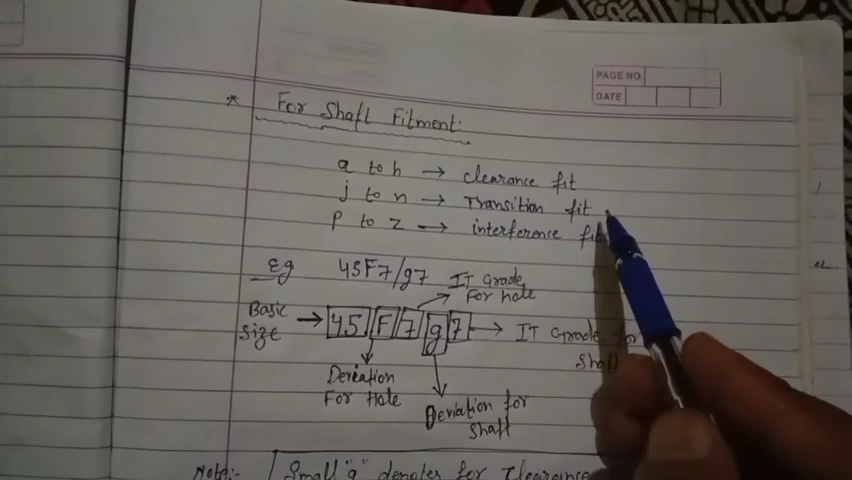 PAGE NO.
DATE
* For Shaft Fitment:
a to h → clearance fit
j to n → Transition fit
p to z → interference fit
Eg 45F7/g7
IT Grade For hole
Basic Size → 45 F 7 g 7 → IT Grade for Shaft
Deviation For Hole
Deviation for Shaft
Note:- Small "g" denotes for Clearance